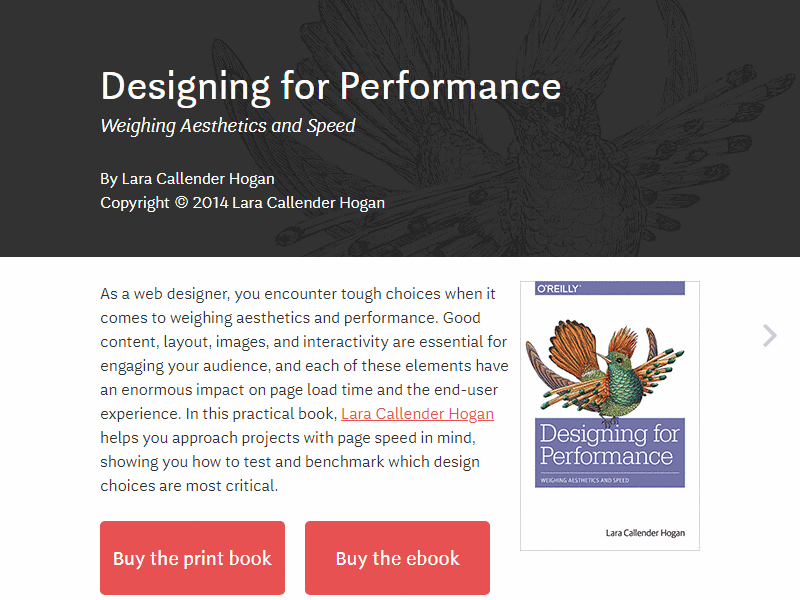 Designing for Performance
Weighing Aesthetics and Speed
By Lara Callender Hogan
Copyright © 2014 Lara Callender Hogan
As a web designer, you encounter tough choices when it
comes to weighing aesthetics and performance. Good
content, layout, images, and interactivity are essential for
engaging your audience, and each of these elements have
an enormous impact on page load time and the end-user
experience. In this practical book, Lara Callender Hogan
helps you approach projects with page speed in mind,
showing you how to test and benchmark which design
choices are most critical.
Buy the print book
Buy the ebook
O'REILLY®
Designing for
Performance
WEIGHING AESTHETICS AND SPEED
Lara Callender Hogan